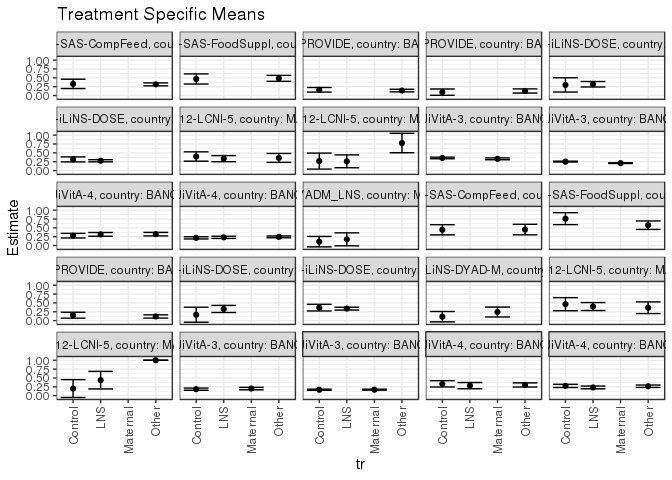 Treatment Specific Means
-SAS-CompFeed, cou
-SAS-FoodSuppl, cou
PROVIDE, country: BA
PROVIDE, country: BA
-iLiNS-DOSE, country
-iLiNS-DOSE, country
12-LCNI-5, country: M
12-LCNI-5, country: M
JiVitA-3, country: BANG
JiVitA-3, country: BANG
JiVitA-4, country: BANG
JiVitA-4, country: BANG
YADM_LNS, country: M
-SAS-CompFeed, cou
-SAS-FoodSuppl, cou
PROVIDE, country: BA
-iLiNS-DOSE, country
-iLiNS-DOSE, country
iLiNS-DYAD-M, country
12-LCNI-5, country: M
12-LCNI-5, country: M
JiVitA-3, country: BANG
JiVitA-3, country: BANG
JiVitA-4, country: BANG
JiVitA-4, country: BANG
1.00
0.75
0.50
0.25
0.00
1.00
0.75
0.50
0.25
0.00
1.00
0.75
0.50
0.25
0.00
1.00
0.75
0.50
0.25
0.00
1.00
0.75
0.50
0.25
0.00
Estimate
Control
LNS
Maternal
Other
Control
LNS
Maternal
Other
Control
LNS
Maternal
Other
Control
LNS
Maternal
Other
Control
LNS
Maternal
Other
tr